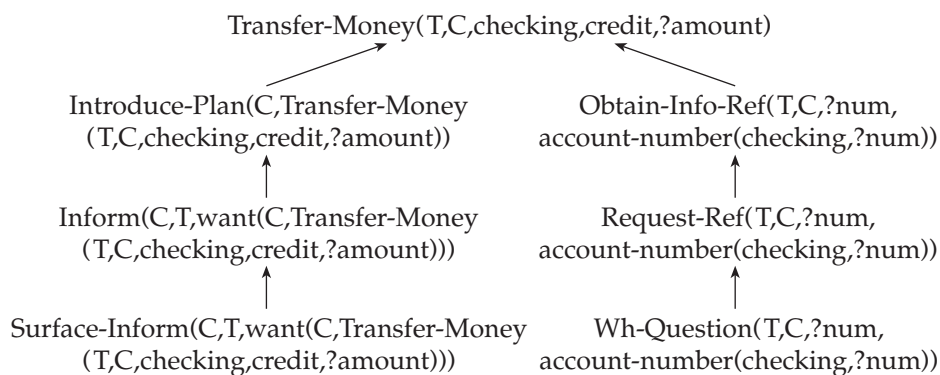 Transfer-Money(T,C,checking,credit,?amount)
Introduce-Plan(C,Transfer-Money
(T,C,checking,credit,?amount))
Obtain-Info-Ref(T,C,?num,
account-number(checking,?num))
Inform(C,T,want(C,Transfer-Money
(T,C,checking,credit,?amount)))
Request-Ref(T,C,?num,
account-number(checking,?num))
Surface-Inform(C,T,want(C,Transfer-Money
(T,C,checking,credit,?amount)))
Wh-Question(T,C,?num,
account-number(checking,?num))